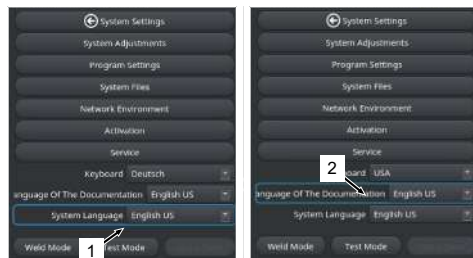 System Settings
System Adjustments
Program Settings
System Files
Network Environment
Activation
Service
Keyboard Deutsch
anguage Of The Documentation English US
System Language English US
Weld Mode Test Mode
1
System Settings
System Adjustments
Program Settings
System Files
Network Environment
Activation
Service
board USA
anguage Of The Documentation English US
System Language English US
Weld Mode Test Mode
2